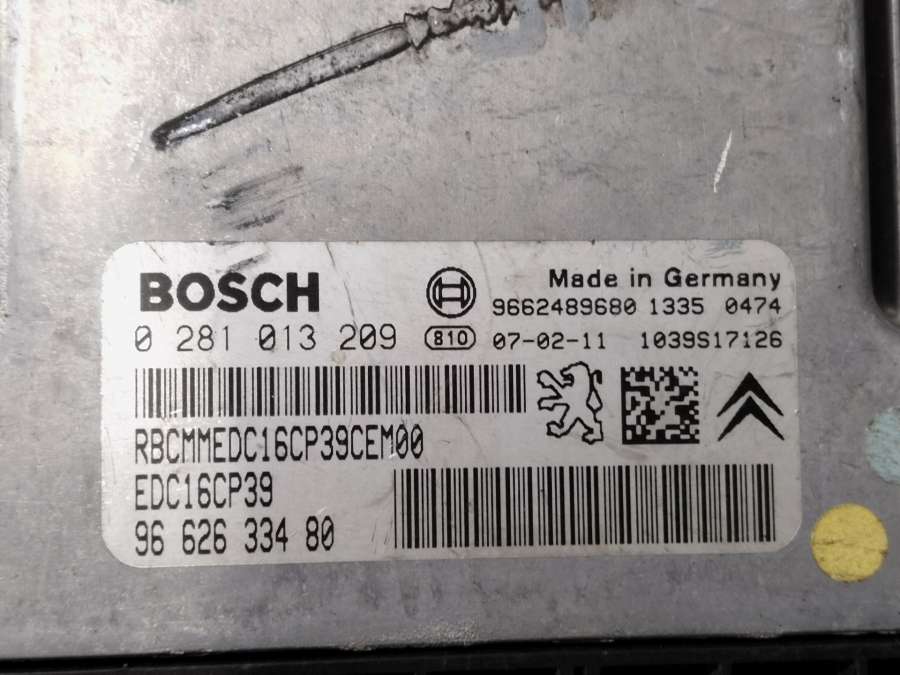 BOSCH
Made in Germany
9662489680 1335 0474
0 281 013 209 810 07-02-11 1039S17126
RBCMMEDC16CP39CEM00
EDC16CP39
96 626 334 80